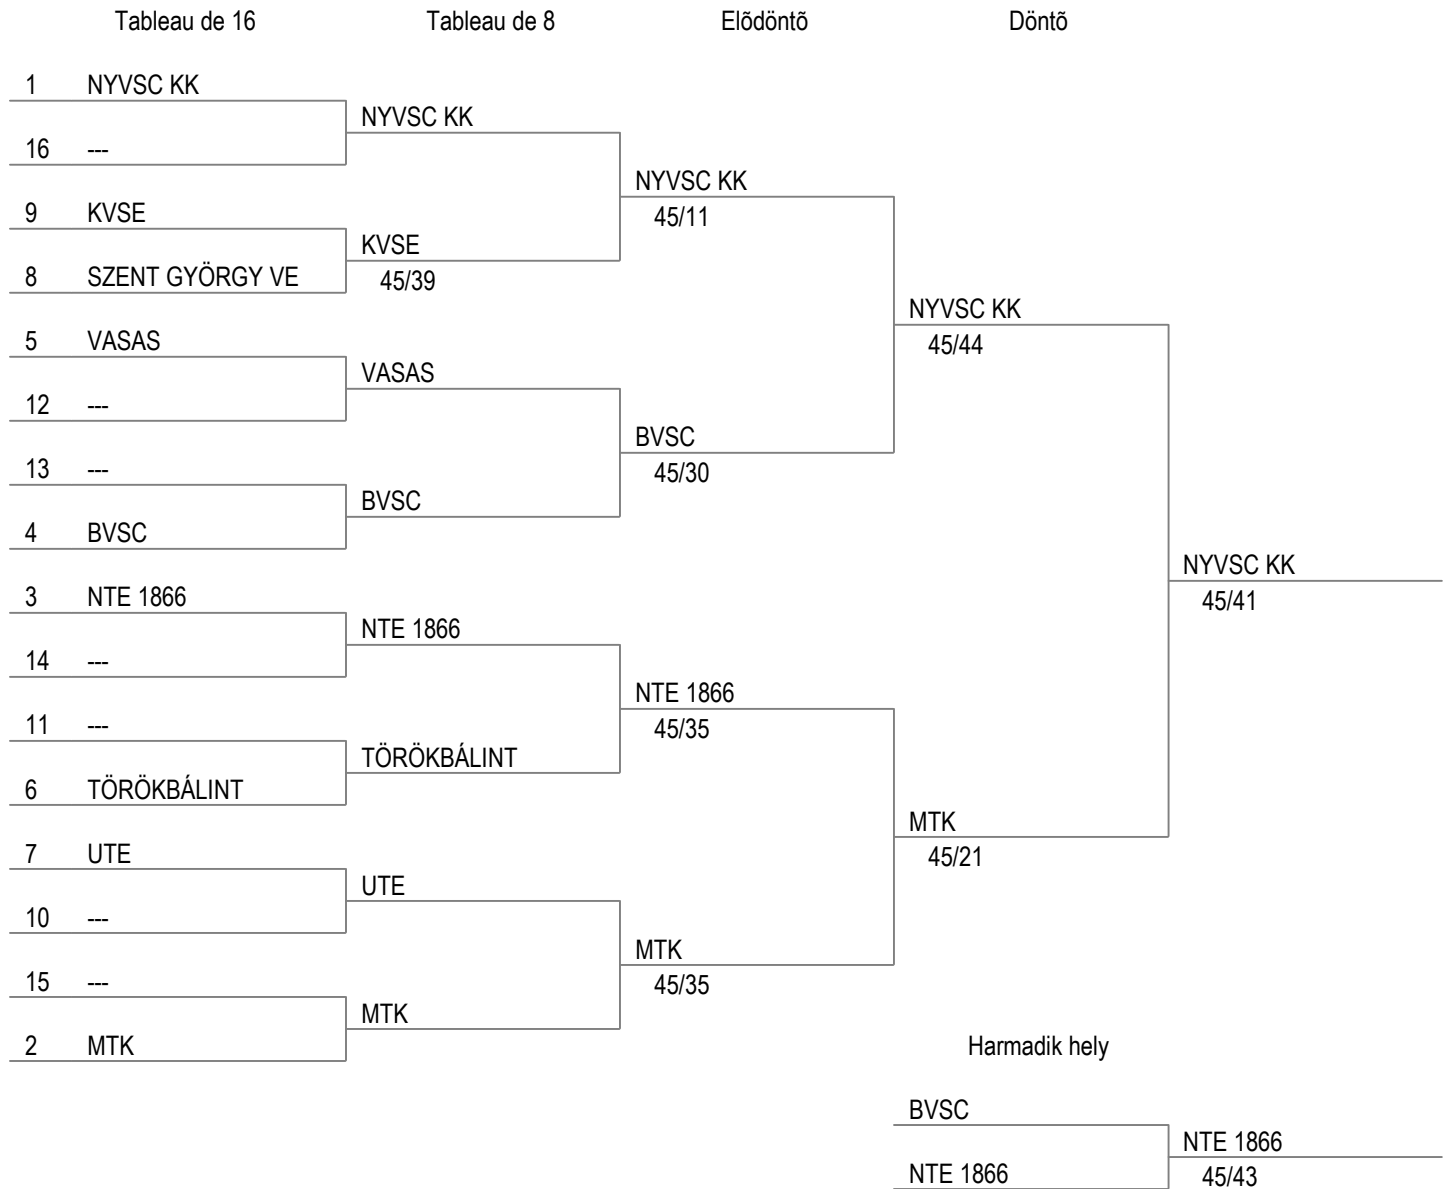 Tableau de 16 Tableau de 8 Elõdöntõ Döntõ
1 NYVSC KK
NYVSC KK
16 ---
NYVSC KK
9 KVSE
45/11
KVSE
8 SZENT GYÖRGY VE
45/39
NYVSC KK
5 VASAS
45/44
VASAS
12 ---
BVSC
13 ---
45/30
BVSC
4 BVSC
NYVSC KK
3 NTE 1866
45/41
NTE 1866
14 ---
NTE 1866
11 ---
45/35
TÖRÖKBÁLINT
6 TÖRÖKBÁLINT
MTK
7 UTE
45/21
UTE
10 ---
MTK
15 ---
45/35
MTK
2 MTK
Harmadik hely
BVSC
NTE 1866
NTE 1866
45/43